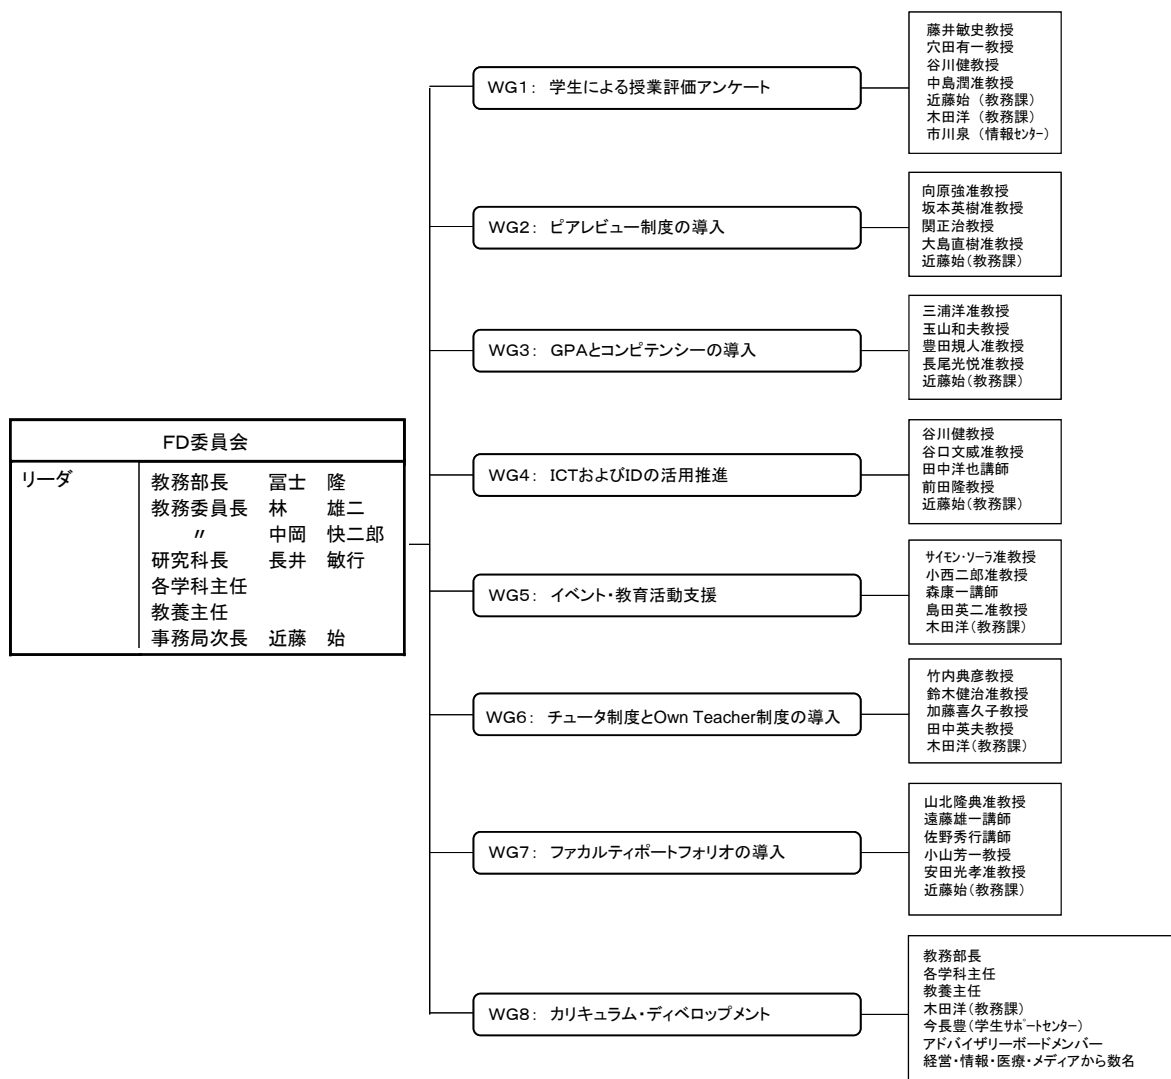 FD委員会
リーダ
教務部長 冨士 隆
教務委員長 林 雄二
〃 中岡 快二郎
研究科長 長井 敏行
各学科主任
教養主任
事務局次長 近藤 始
WG1: 学生による授業評価アンケート
藤井敏史教授
穴田有一教授
谷川健教授
中島潤准教授
近藤始（教務課）
木田洋（教務課）
市川泉（情報ｾﾝﾀｰ）
WG2: ピアレビュー制度の導入
向原強准教授
坂本英樹准教授
関正治教授
大島直樹准教授
近藤始（教務課）
WG3: GPAとコンピテンシーの導入
三浦洋准教授
玉山和夫教授
豊田規人准教授
長尾光悦准教授
近藤始（教務課）
WG4: ICTおよびIDの活用推進
谷川健教授
谷口文威准教授
田中洋也講師
前田隆教授
近藤始（教務課）
WG5: イベント・教育活動支援
ｻｲﾓﾝ･ｿｰﾗ准教授
小西二郎准教授
森康一講師
島田英二准教授
木田洋（教務課）
WG6: チュータ制度とOwn Teacher制度の導入
竹内典彦教授
鈴木健治准教授
加藤喜久子教授
田中英夫教授
木田洋（教務課）
WG7: ファカルティポートフォリオの導入
山北隆典准教授
遠藤雄一講師
佐野秀行講師
小山芳一教授
安田光孝准教授
近藤始（教務課）
WG8: カリキュラム・ディベロップメント
教務部長
各学科主任
教養主任
木田洋（教務課）
今長豊（学生ｻﾎﾟｰﾄセンター）
アドバイザリーボードメンバー
経営・情報・医療・メディアから数名